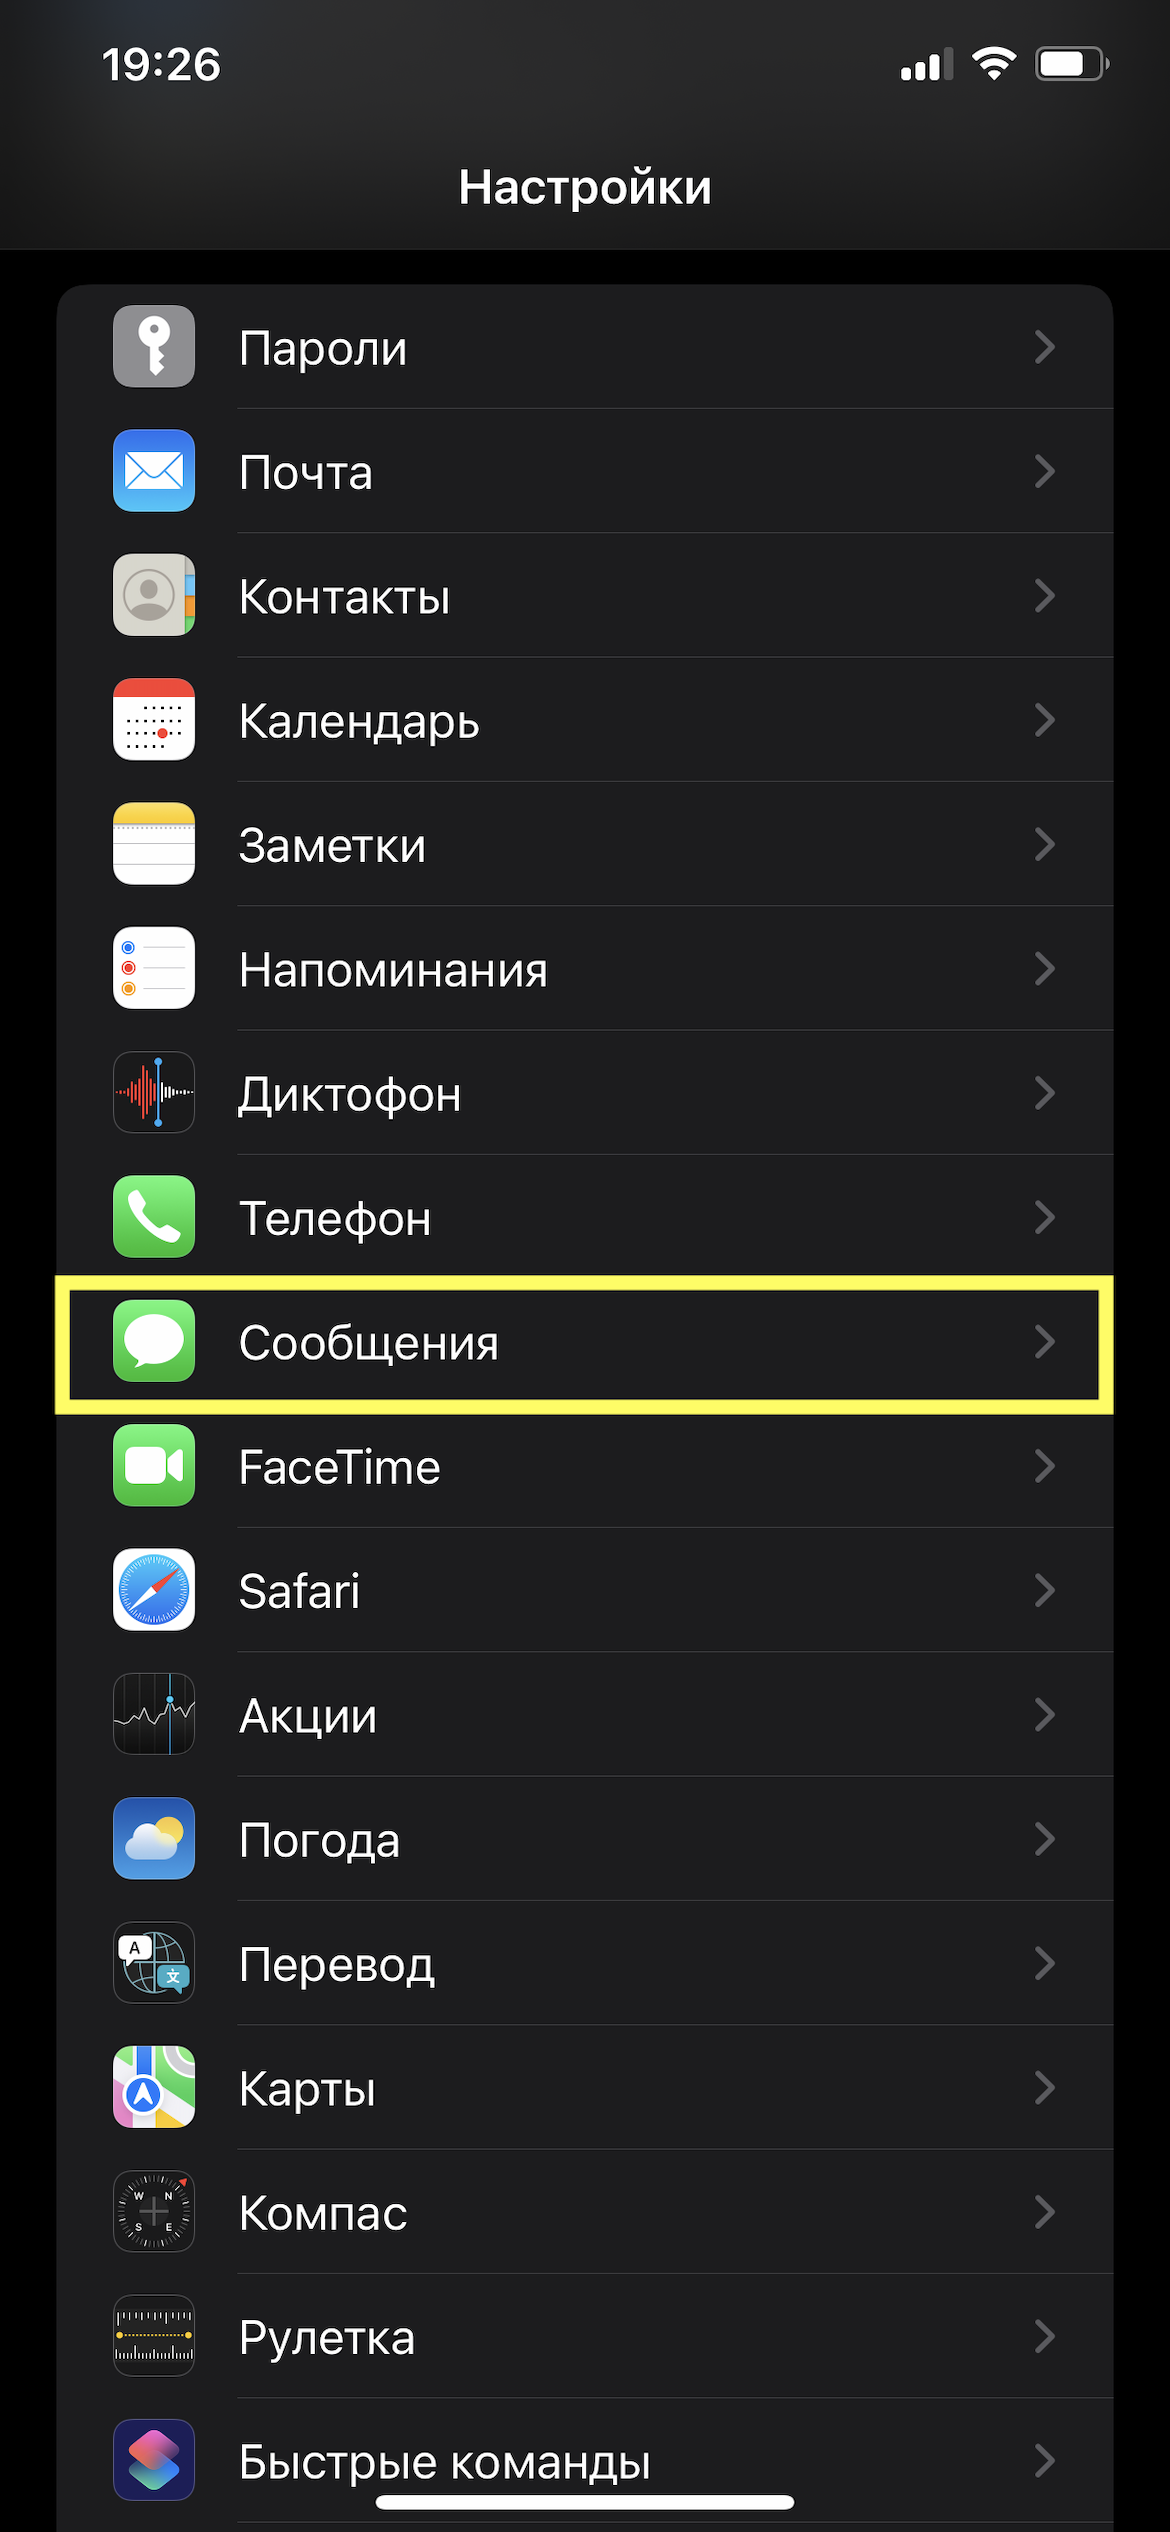 19:26
Настройки
Пароли
Почта
Контакты
Календарь
Заметки
Напоминания
Диктофон
Телефон
Сообщения
FaceTime
Safari
Акции
Погода
A
文
Перевод
Карты
W N
S E
Компас
Рулетка
Быстрые команды